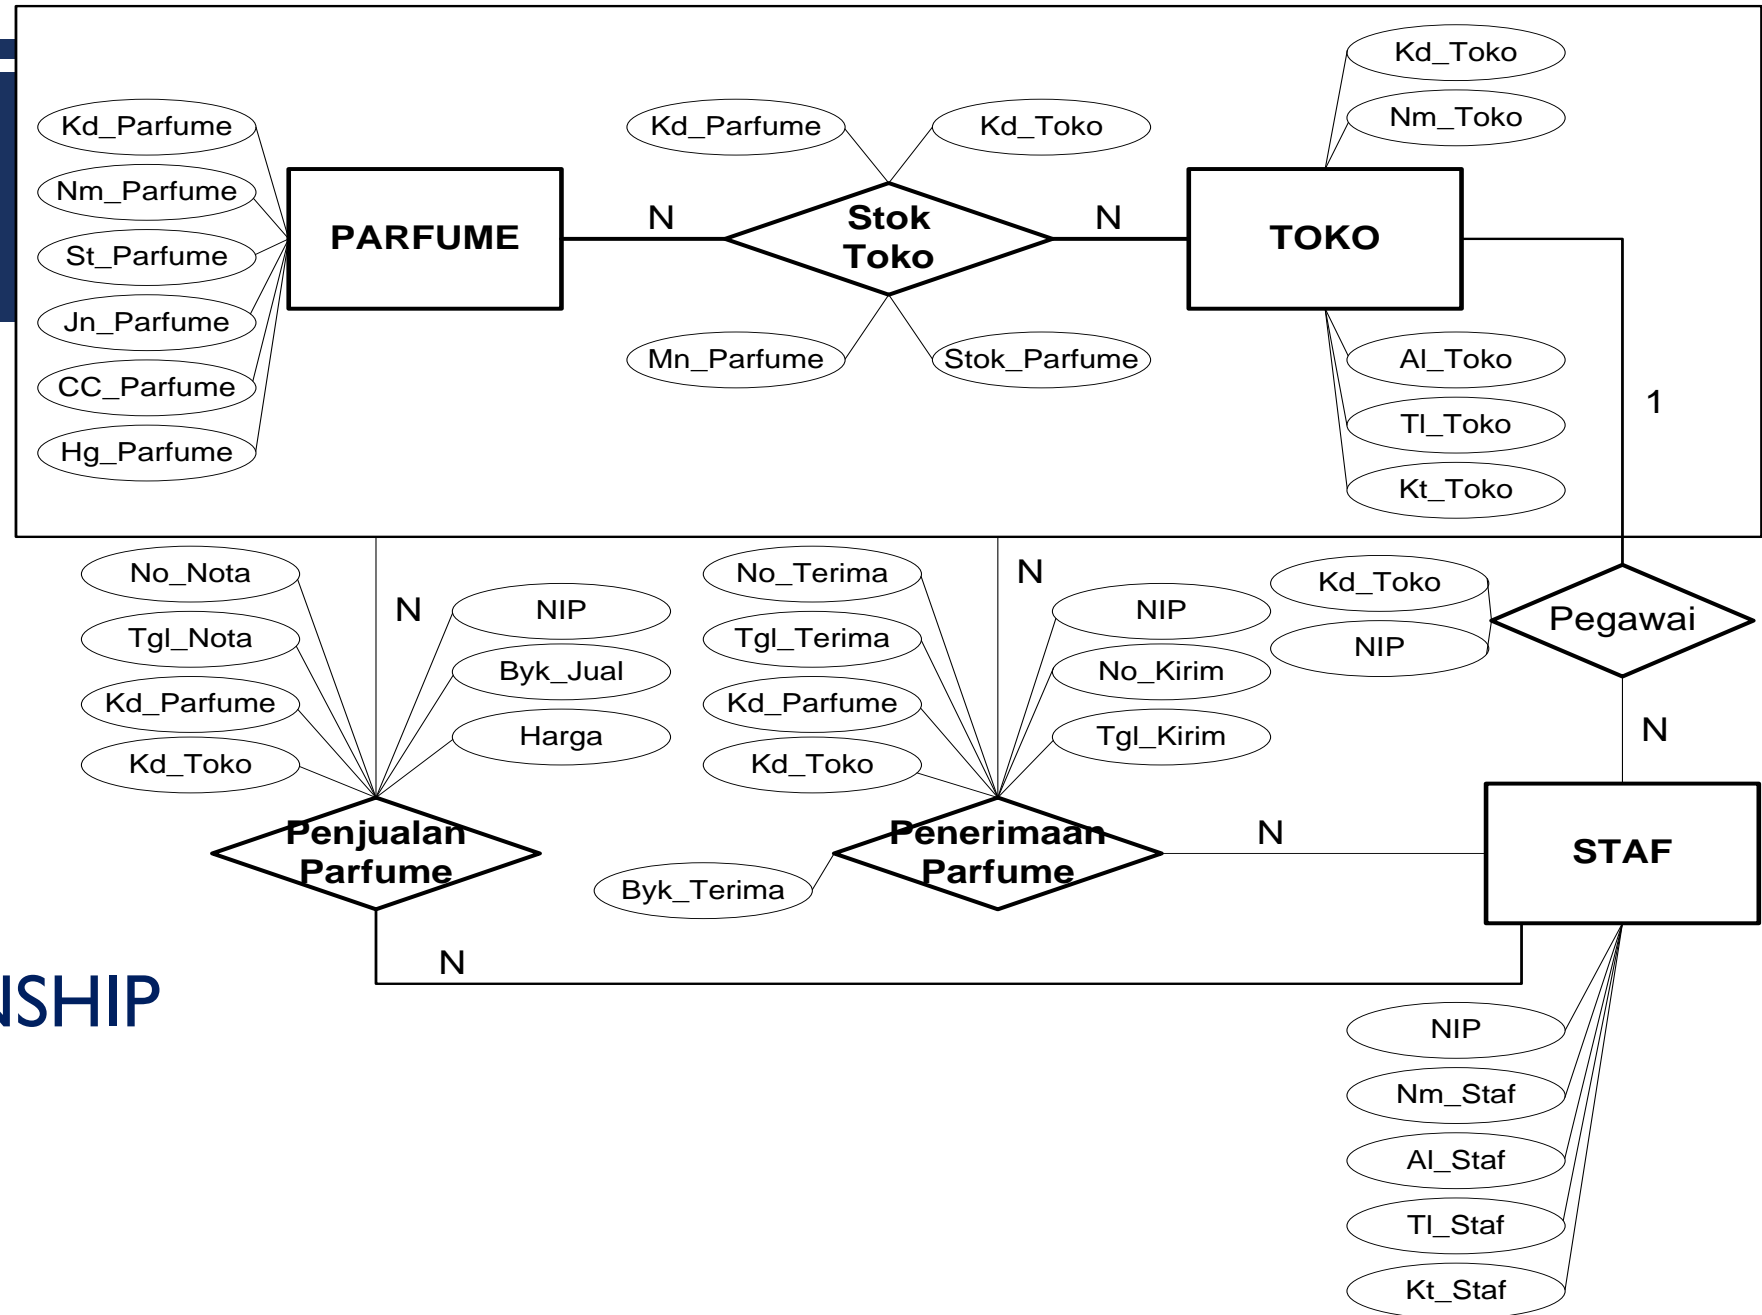 Kd_Parfume
Nm_Parfume
St_Parfume
Jn_Parfume
CC_Parfume
Hg_Parfume
PARFUME
N
Kd_Parfume
Kd_Toko
Stok
Toko
Mn_Parfume
Stok_Parfume
N
Kd_Toko
Nm_Toko
TOKO
Al_Toko
Tl_Toko
Kt_Toko
1
No_Nota
Tgl_Nota
Kd_Parfume
Kd_Toko
N
NIP
Byk_Jual
Harga
Penjualan
Parfume
N
No_Terima
Tgl_Terima
Kd_Parfume
Kd_Toko
N
NIP
No_Kirim
Tgl_Kirim
Penerimaan
Parfume
Byk_Terima
N
Kd_Toko
NIP
Pegawai
N
STAF
NIP
Nm_Staf
Al_Staf
Tl_Staf
Kt_Staf
NSHIP